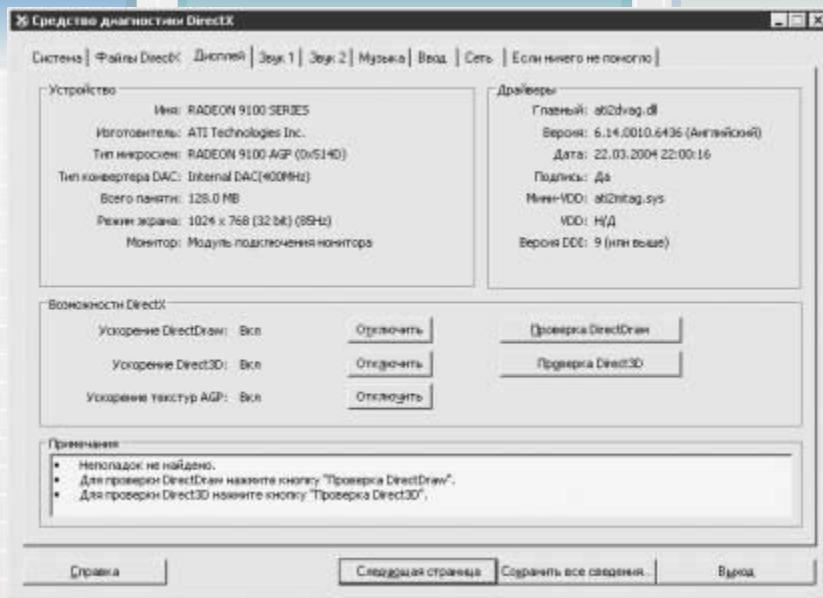 Средство диагностики DirectX
Система Файлы DirectX Дисплей Звук 1 Звук 2 Музыка Ввод Сеть Если ничего не помогло
Устройство
Имя: RADEON 9100 SERIES
Изготовитель: ATI Technologies Inc.
Тип микросхем: RADEON 9100 AGP (0x514D)
Тип конвертера DAC: Internal DAC(400MHz)
Всего памяти: 128.0 MB
Режим экрана: 1024 x 768 (32 bit) (85Hz)
Монитор: Модуль подключения монитора
Драйверы
Главный: ati2dvag.dll
Версия: 6.14.0010.6436 (Английский)
Дата: 22.03.2004 22:00:16
Подпись: Да
Мини-VDD: ati2mtag.sys
VDD: Н/Д
Версия DDI: 9 (или выше)
Возможности DirectX
Ускорение DirectDraw: Вкл Отключить Проверка DirectDraw
Ускорение Direct3D: Вкл Отключить Проверка Direct3D
Ускорение текстур AGP: Вкл Отключить
Примечания
• Неполадок не найдено.
• Для проверки DirectDraw нажмите кнопку "Проверка DirectDraw".
• Для проверки Direct3D нажмите кнопку "Проверка Direct3D".
Справка Следующая страница Сохранить все сведения... Выход